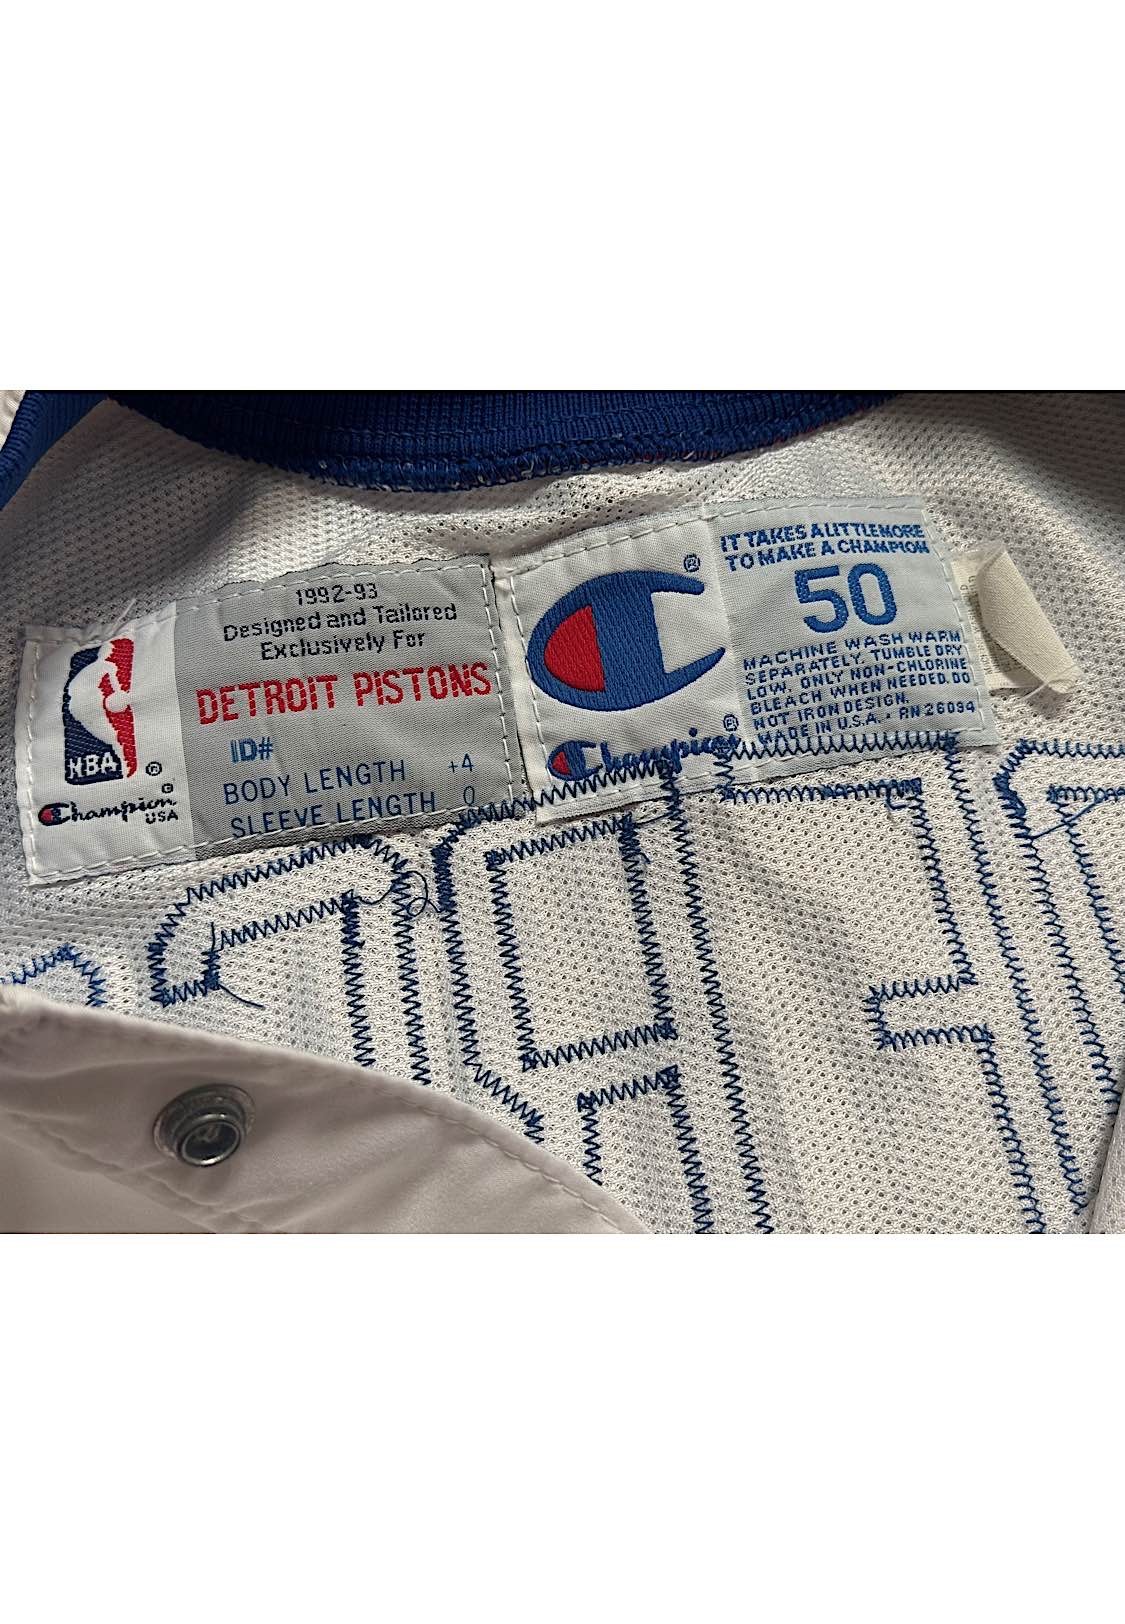 1992-93
Designed and Tailored
Exclusively For
DETROIT PISTONS
ID#
BODY LENGTH +4
SLEEVE LENGTH 0
NBA ®
©
Champion
USA
®
Champion ®
IT TAKES A LITTLE MORE
TO MAKE A CHAMPION
50
MACHINE WASH WARM
SEPARATELY, TUMBLE DRY
LOW, ONLY NON-CHLORINE
BLEACH WHEN NEEDED. DO
NOT IRON DESIGN.
MADE IN U.S.A. · RN 26094